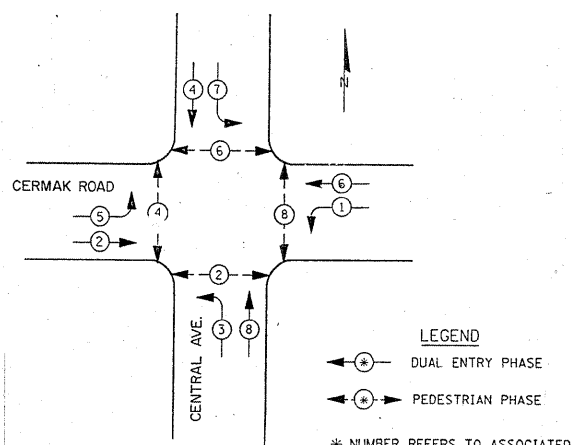 4 7
N
6
CERMAK ROAD
6
5 4 8 1
2
2
3 8
CENTRAL AVE.
LEGEND
* DUAL ENTRY PHASE
* PEDESTRIAN PHASE
* NUMBER REFERS TO ASSOCIATED